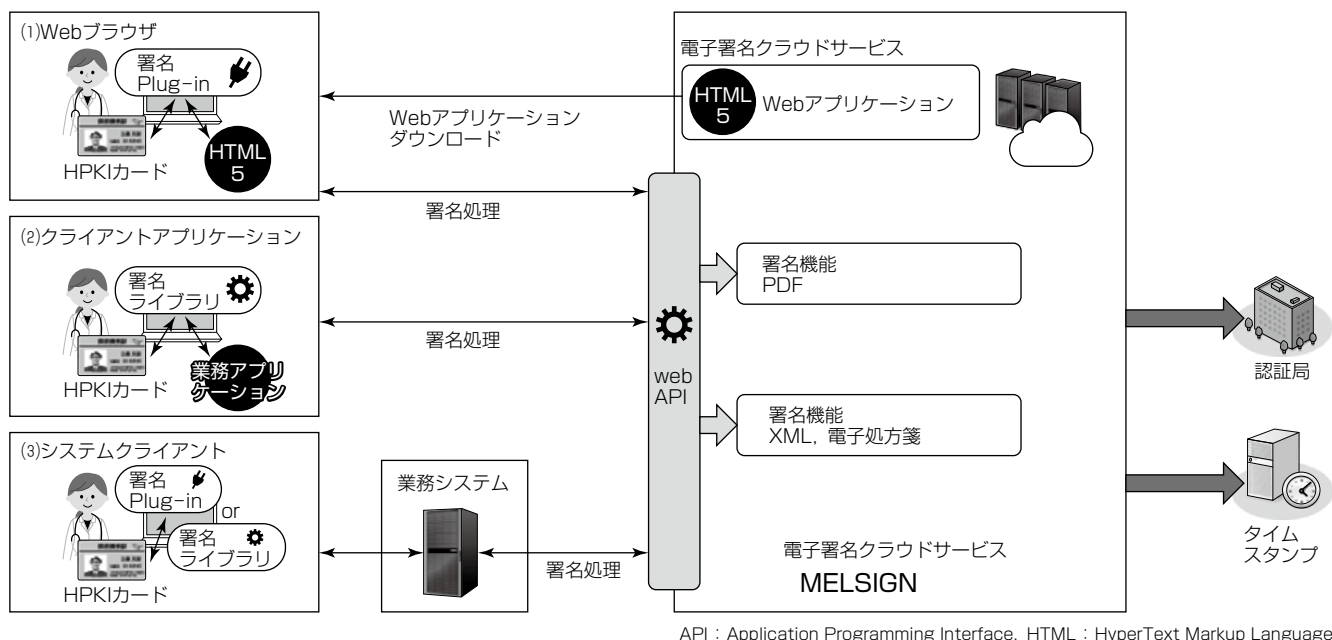 (1)Webブラウザ
署名
Plug-in
HTML
5
HPKIカード
Webアプリケーション
ダウンロード
署名処理
(2)クライアントアプリケーション
署名
ライブラリ
業務アプリ
ケーション
HPKIカード
署名処理
(3)システムクライアント
署名
Plug-in
or
署名
ライブラリ
HPKIカード
業務システム
署名処理
web
API
電子署名クラウドサービス
HTML
5
Webアプリケーション
署名機能
PDF
署名機能
XML, 電子処方箋
電子署名クラウドサービス
MELSIGN
認証局
タイム
スタンプ
API：Application Programming Interface, HTML：HyperText Markup Language